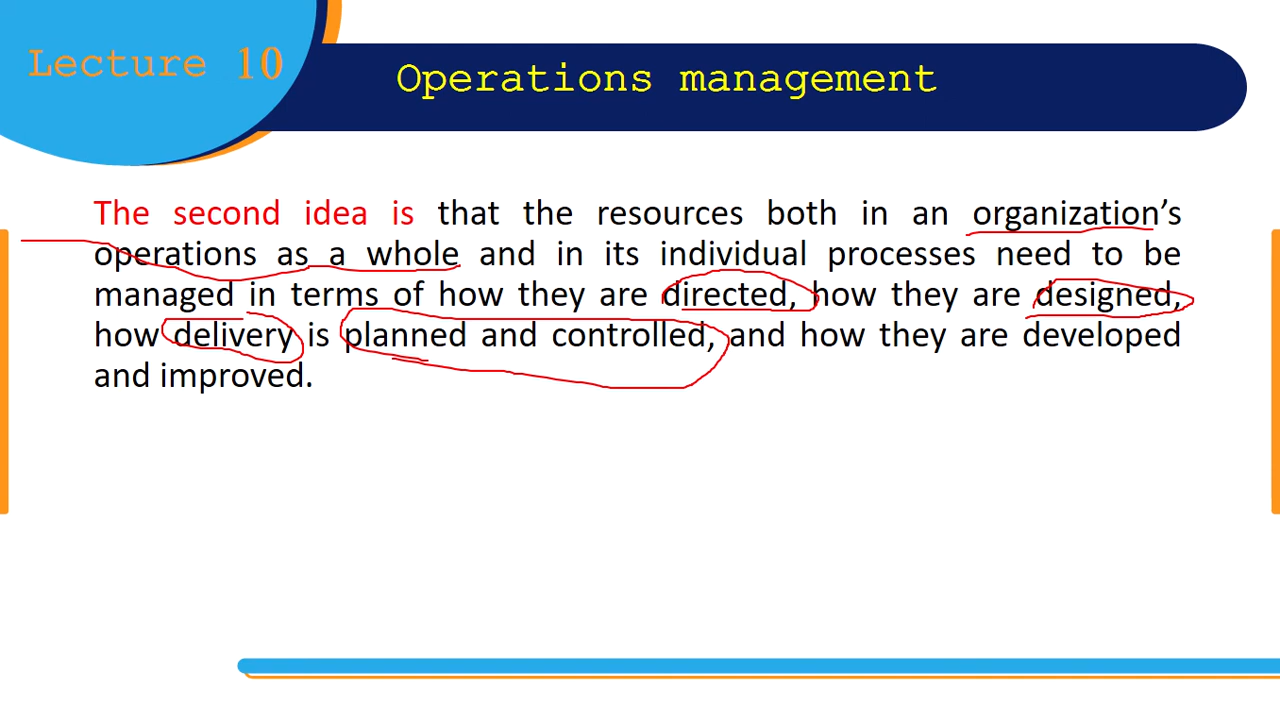 Lecture 10
Operations management
The second idea is that the resources both in an organization’s
operations as a whole and in its individual processes need to be
managed in terms of how they are directed, how they are designed,
how delivery is planned and controlled, and how they are developed
and improved.